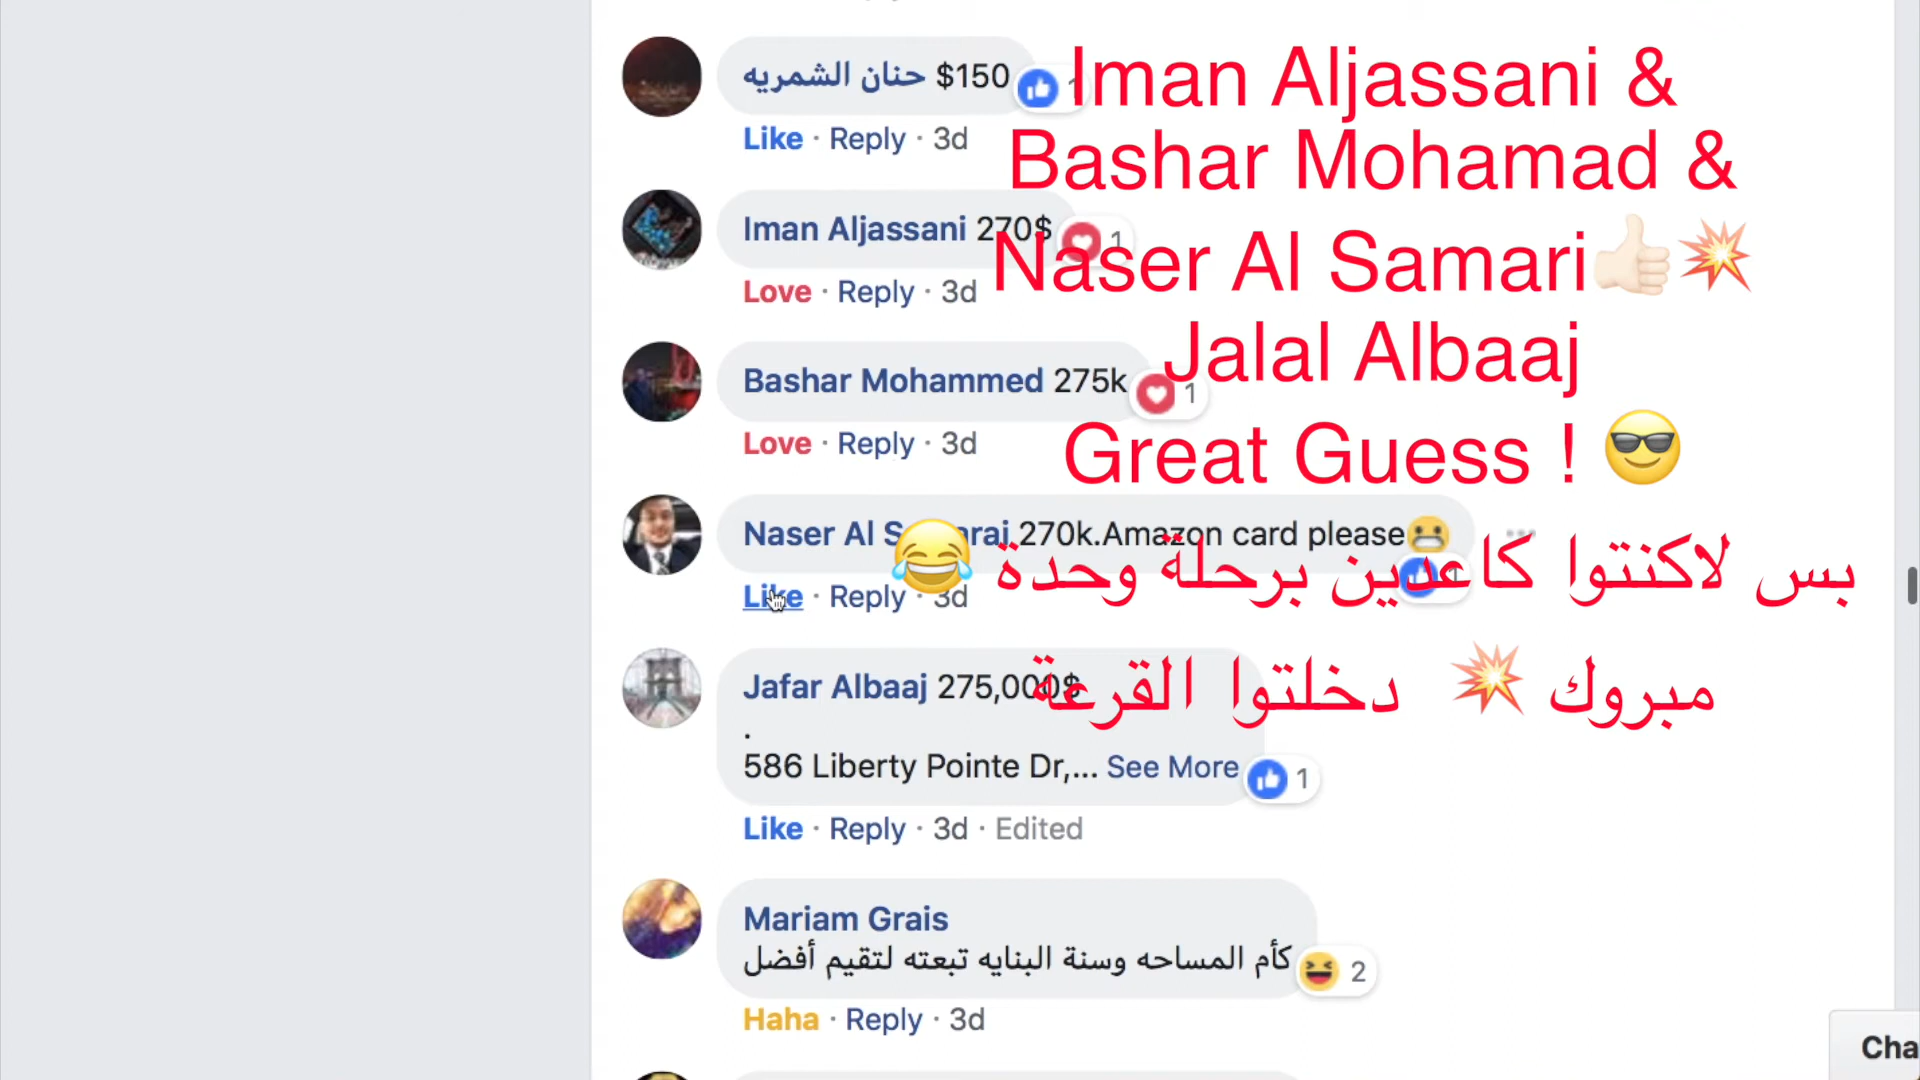 حنان الشمريه $150
1
Like · Reply · 3d
Iman Aljassani 270$
1
Love · Reply · 3d
Bashar Mohammed 275k
1
Love · Reply · 3d
Naser Al S raj 270k.Amazon card please😬
Like · Reply · 3d
Jafar Albaaj 275,000$
.
586 Liberty Pointe Dr,... See More
1
Like · Reply · 3d · Edited
Mariam Grais
كأم المساحه وسنة البنايه تبعته لتقيم أفضل
2
Haha · Reply · 3d
Iman Aljassani &
Bashar Mohamad &
Naser Al Samari👍🏻💥
Jalal Albaaj
Great Guess ! 😎
بس لاكنتوا كاعدين برحلة وحدة 😂
مبروك 💥 دخلتوا القرعة
Cha